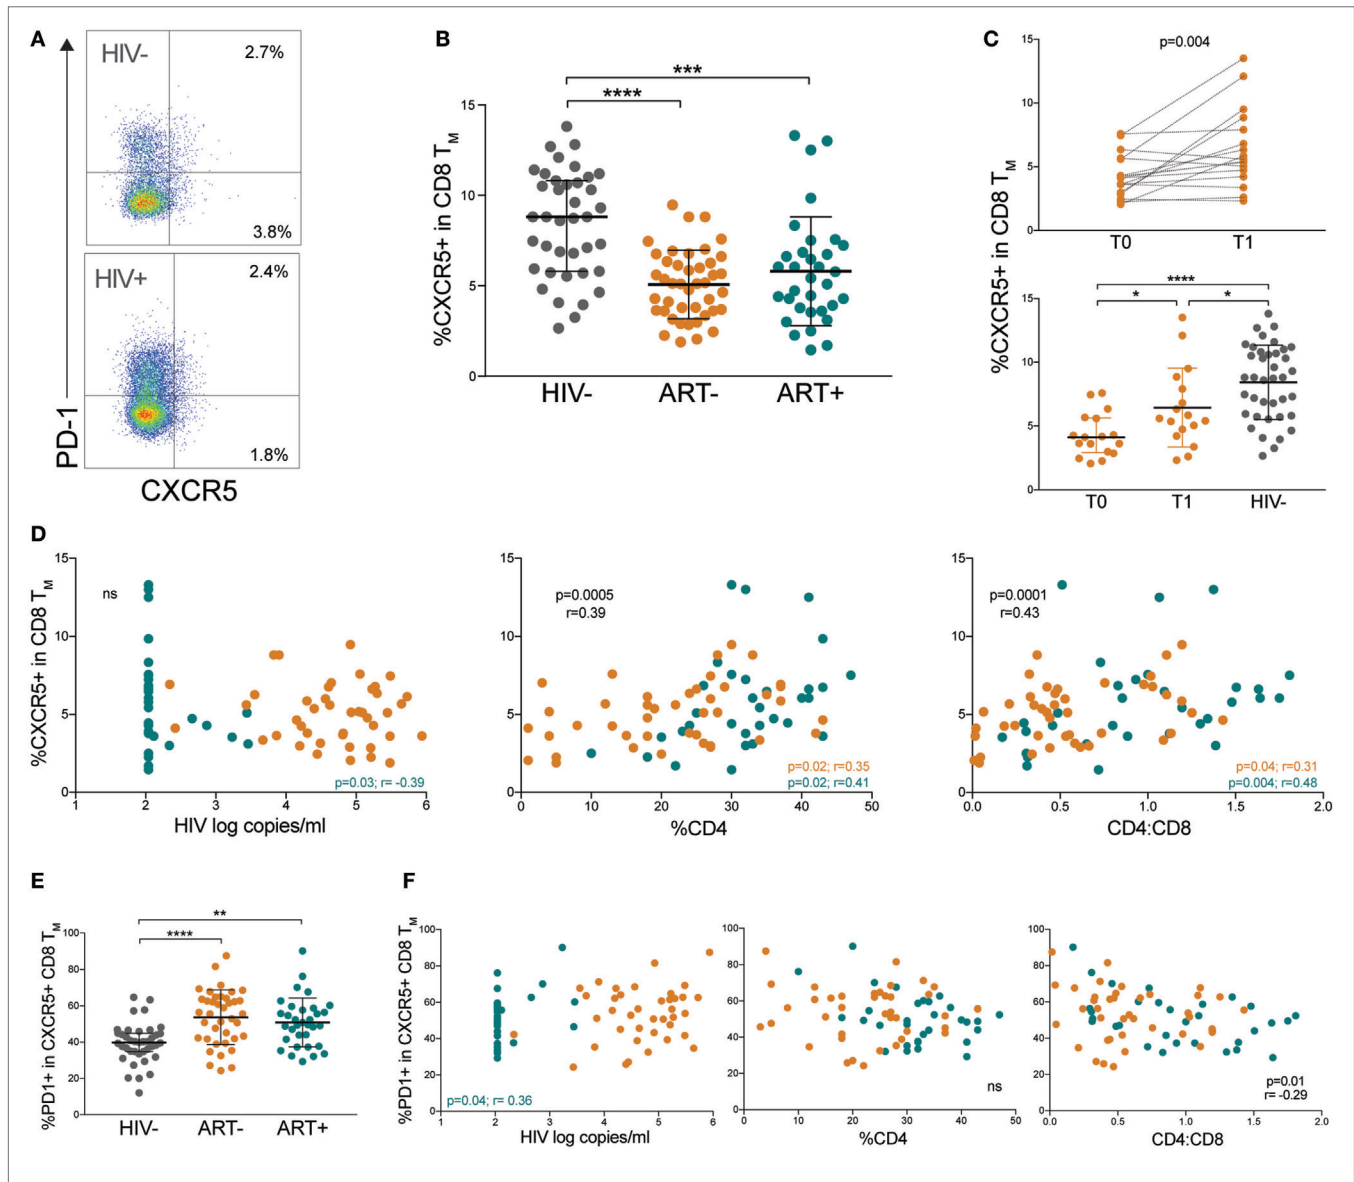 A
HIV-
2.7%
3.8%
HIV+
2.4%
1.8%
PD-1
CXCR5
B
***
****
%CXCR5+ in CD8 TM
15
10
5
0
HIV- ART- ART+
C
p=0.004
%CXCR5+ in CD8 TM
15
10
5
0
T0 T1
****
* *
15
10
5
0
T0 T1 HIV-
D
%CXCR5+ in CD8 TM
15
10
5
0
ns
p=0.03; r= -0.39
1 2 3 4 5 6
HIV log copies/ml
15
10
5
0
p=0.0005
r=0.39
p=0.02; r=0.35
p=0.02; r=0.41
0 10 20 30 40 50
%CD4
15
10
5
0
p=0.0001
r=0.43
p=0.04; r=0.31
p=0.004; r=0.48
0.0 0.5 1.0 1.5 2.0
CD4:CD8
E
%PD1+ in CXCR5+ CD8 TM
**
****
100
80
60
40
20
0
HIV- ART- ART+
F
%PD1+ in CXCR5+ CD8 TM
100
80
60
40
20
0
p=0.04; r= 0.36
1 2 3 4 5 6
HIV log copies/ml
100
80
60
40
20
0
ns
0 10 20 30 40 50
%CD4
100
80
60
40
20
0
p=0.01
r= -0.29
0.0 0.5 1.0 1.5 2.0
CD4:CD8